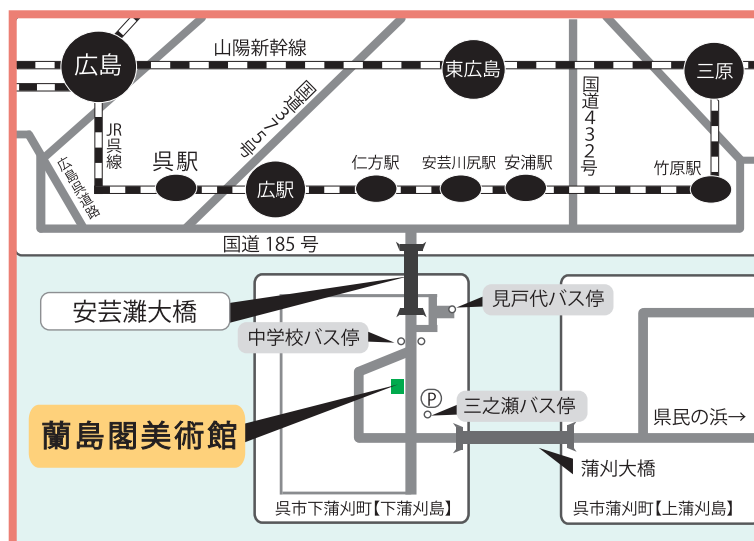 山陽新幹線
広島
東広島
三原
国道375号
国道432号
JR呉線
呉駅
広駅
仁方駅
安芸川尻駅
安浦駅
竹原駅
広島呉道路
国道185号
安芸灘大橋
見戸代バス停
中学校バス停
蘭島閣美術館
P
三之瀬バス停
県民の浜→
蒲刈大橋
呉市下蒲刈町【下蒲刈島】
呉市蒲刈町【上蒲刈島】